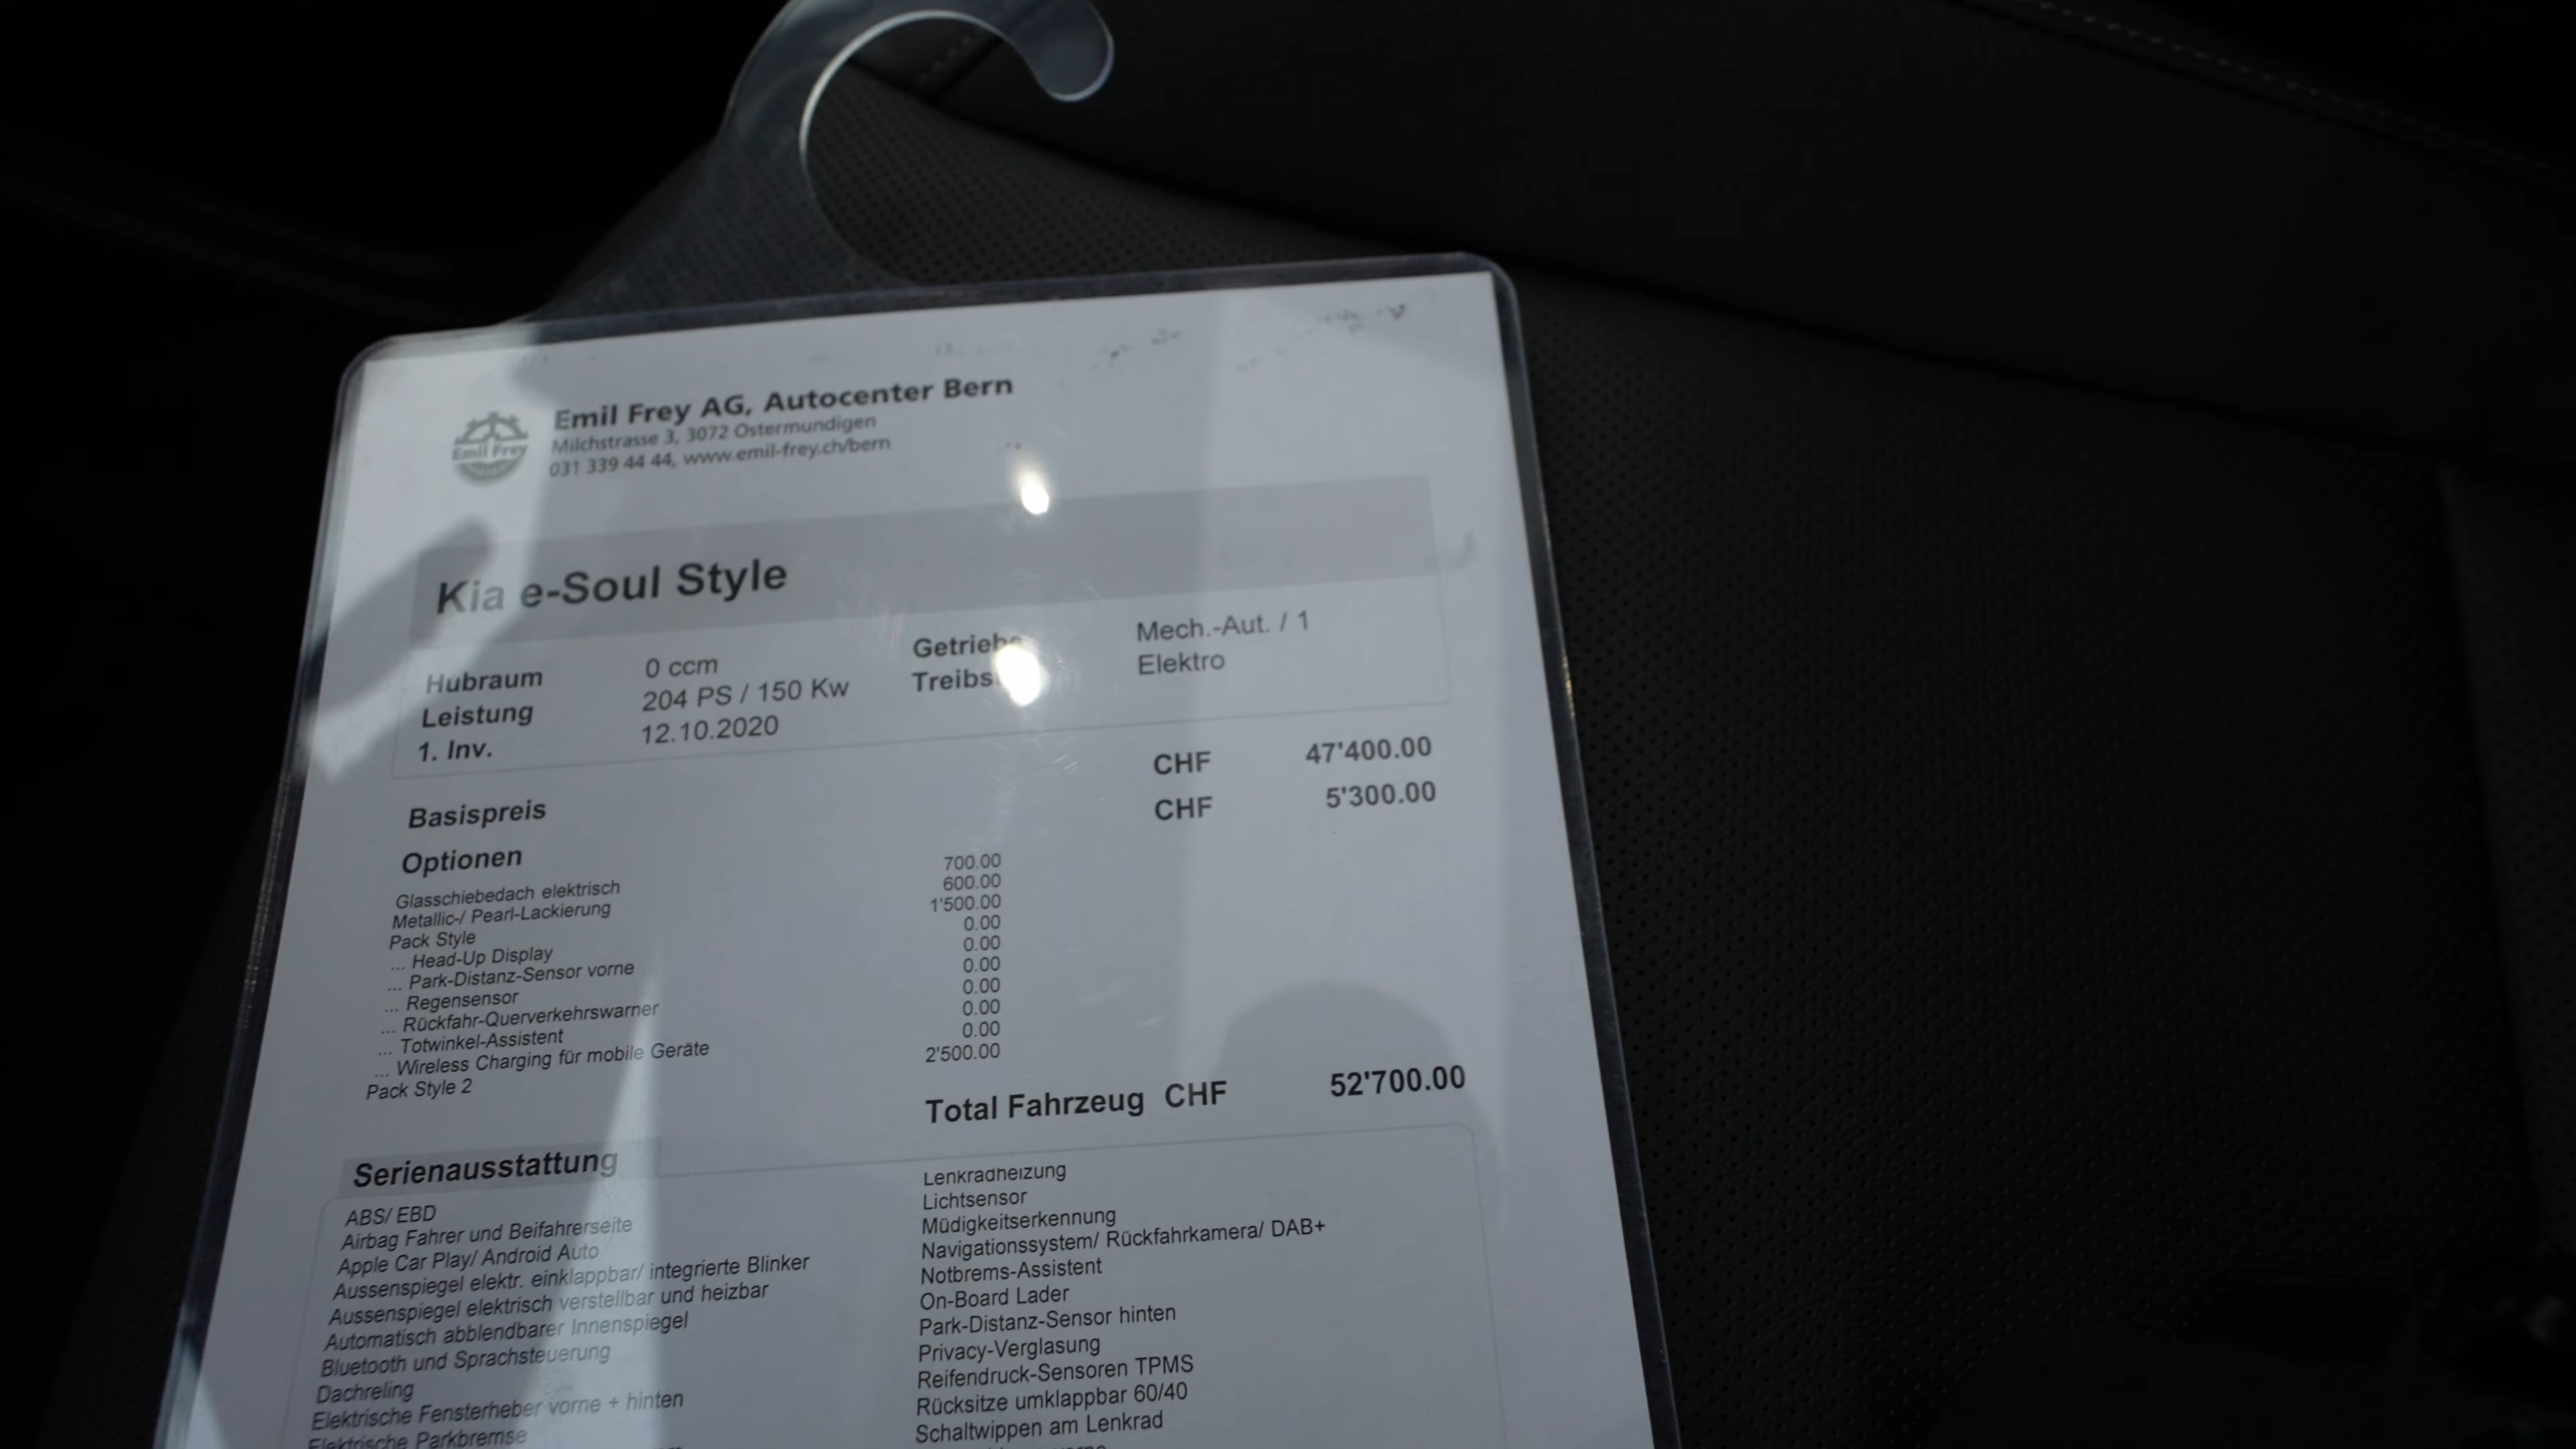 Emil Frey
Emil Frey AG, Autocenter Bern
Milchstrasse 3, 3072 Ostermundigen
031 339 44 44, www.emil-frey.ch/bern
Kia e-Soul Style
Hubraum 0 ccm Getriebe Mech.-Aut. / 1
Leistung 204 PS / 150 Kw Treibs Elektro
1. Inv. 12.10.2020
Basispreis CHF 47'400.00
Optionen CHF 5'300.00
Glasschiebedach elektrisch 700.00
Metallic-/ Pearl-Lackierung 600.00
Pack Style 1'500.00
... Head-Up Display 0.00
... Park-Distanz-Sensor vorne 0.00
... Regensensor 0.00
... Rückfahr-Querverkehrswarner 0.00
... Totwinkel-Assistent 0.00
... Wireless Charging für mobile Geräte 0.00
Pack Style 2 2'500.00
Total Fahrzeug CHF 52'700.00
Serienausstattung
ABS/ EBD
Airbag Fahrer und Beifahrerseite
Apple Car Play/ Android Auto
Aussenspiegel elektr. einklappbar/ integrierte Blinker
Aussenspiegel elektrisch verstellbar und heizbar
Automatisch abblendbarer Innenspiegel
Bluetooth und Sprachsteuerung
Dachreling
Elektrische Fensterheber vorne + hinten
Elektrische Parkbremse
Lenkradheizung
Lichtsensor
Müdigkeitserkennung
Navigationssystem/ Rückfahrkamera/ DAB+
Notbrems-Assistent
On-Board Lader
Park-Distanz-Sensor hinten
Privacy-Verglasung
Reifendruck-Sensoren TPMS
Rücksitze umklappbar 60/40
Schaltwippen am Lenkrad